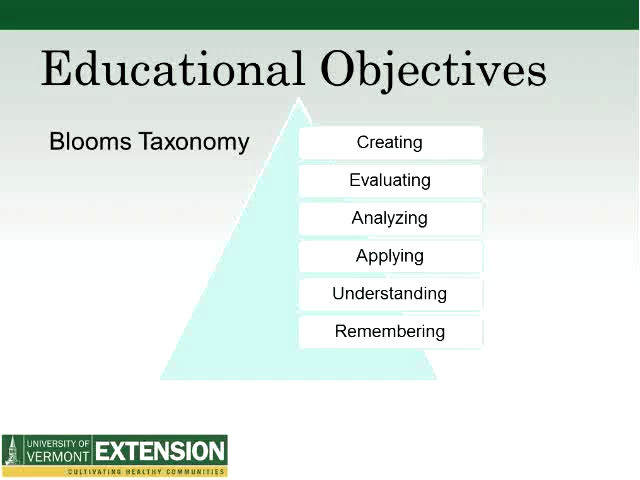 Educational Objectives
Blooms Taxonomy
Creating
Evaluating
Analyzing
Applying
Understanding
Remembering
UNIVERSITY OF
VERMONT
EXTENSION
CULTIVATING HEALTHY COMMUNITIES